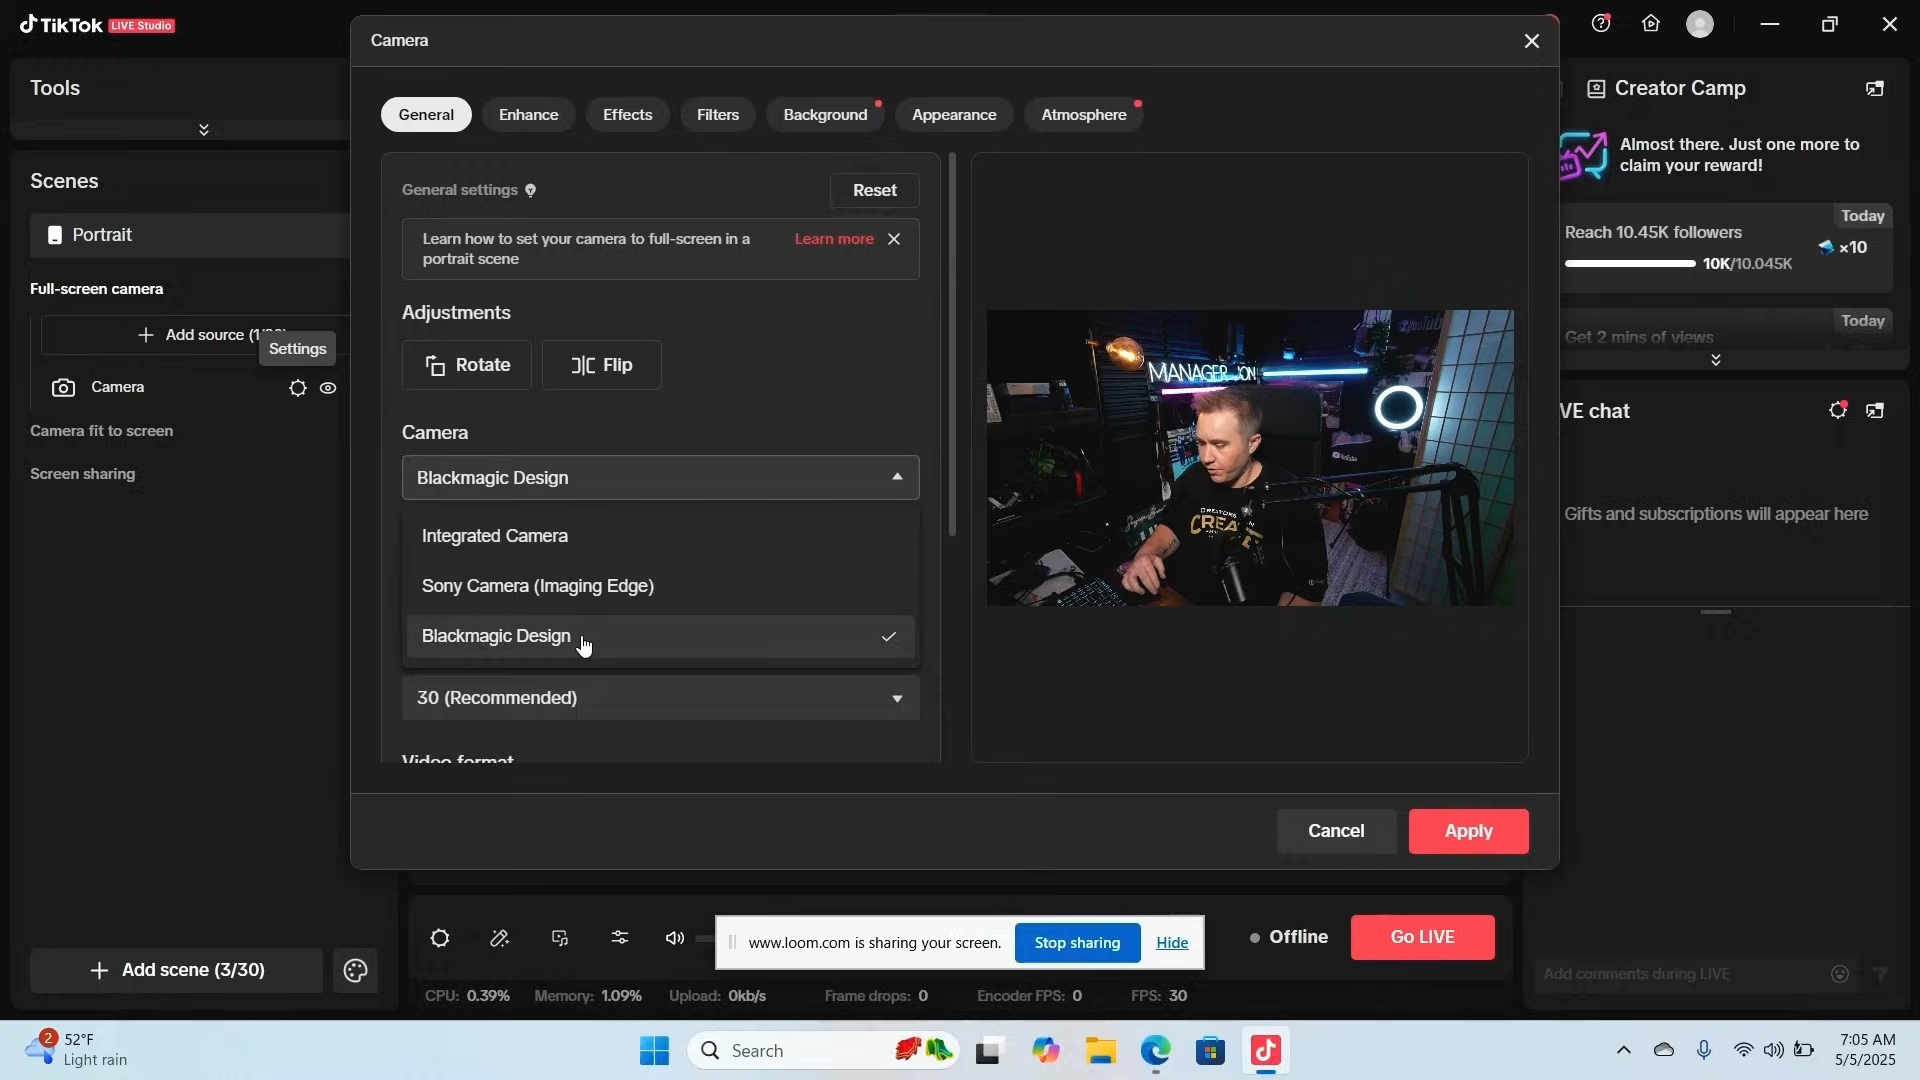 TikTok LIVE Studio
Camera
Tools
Creator Camp
General
Enhance
Effects
Filters
Background
Appearance
Atmosphere
Almost there. Just one more to
claim your reward!
Scenes
General settings
Reset
Today
Portrait
Reach 10.45K followers
×10
Learn how to set your camera to full-screen in a
portrait scene
Learn more
10K/10.045K
Full-screen camera
Adjustments
Today
Add source
Settings
Get 2 mins of views
Rotate
Flip
MANAGER JON
Camera
Camera fit to screen
Camera
VE chat
Screen sharing
Blackmagic Design
Integrated Camera
Gifts and subscriptions will appear here
Sony Camera (Imaging Edge)
Blackmagic Design
30 (Recommended)
Video format
Cancel
Apply
www.loom.com is sharing your screen.
Stop sharing
Hide
Offline
Go LIVE
Add scene (3/30)
Add comments during LIVE
CPU: 0.39%
Memory: 1.09%
Upload: 0kb/s
Frame drops: 0
Encoder FPS: 0
FPS: 30
2
52°F
Light rain
Search
7:05 AM
5/5/2025